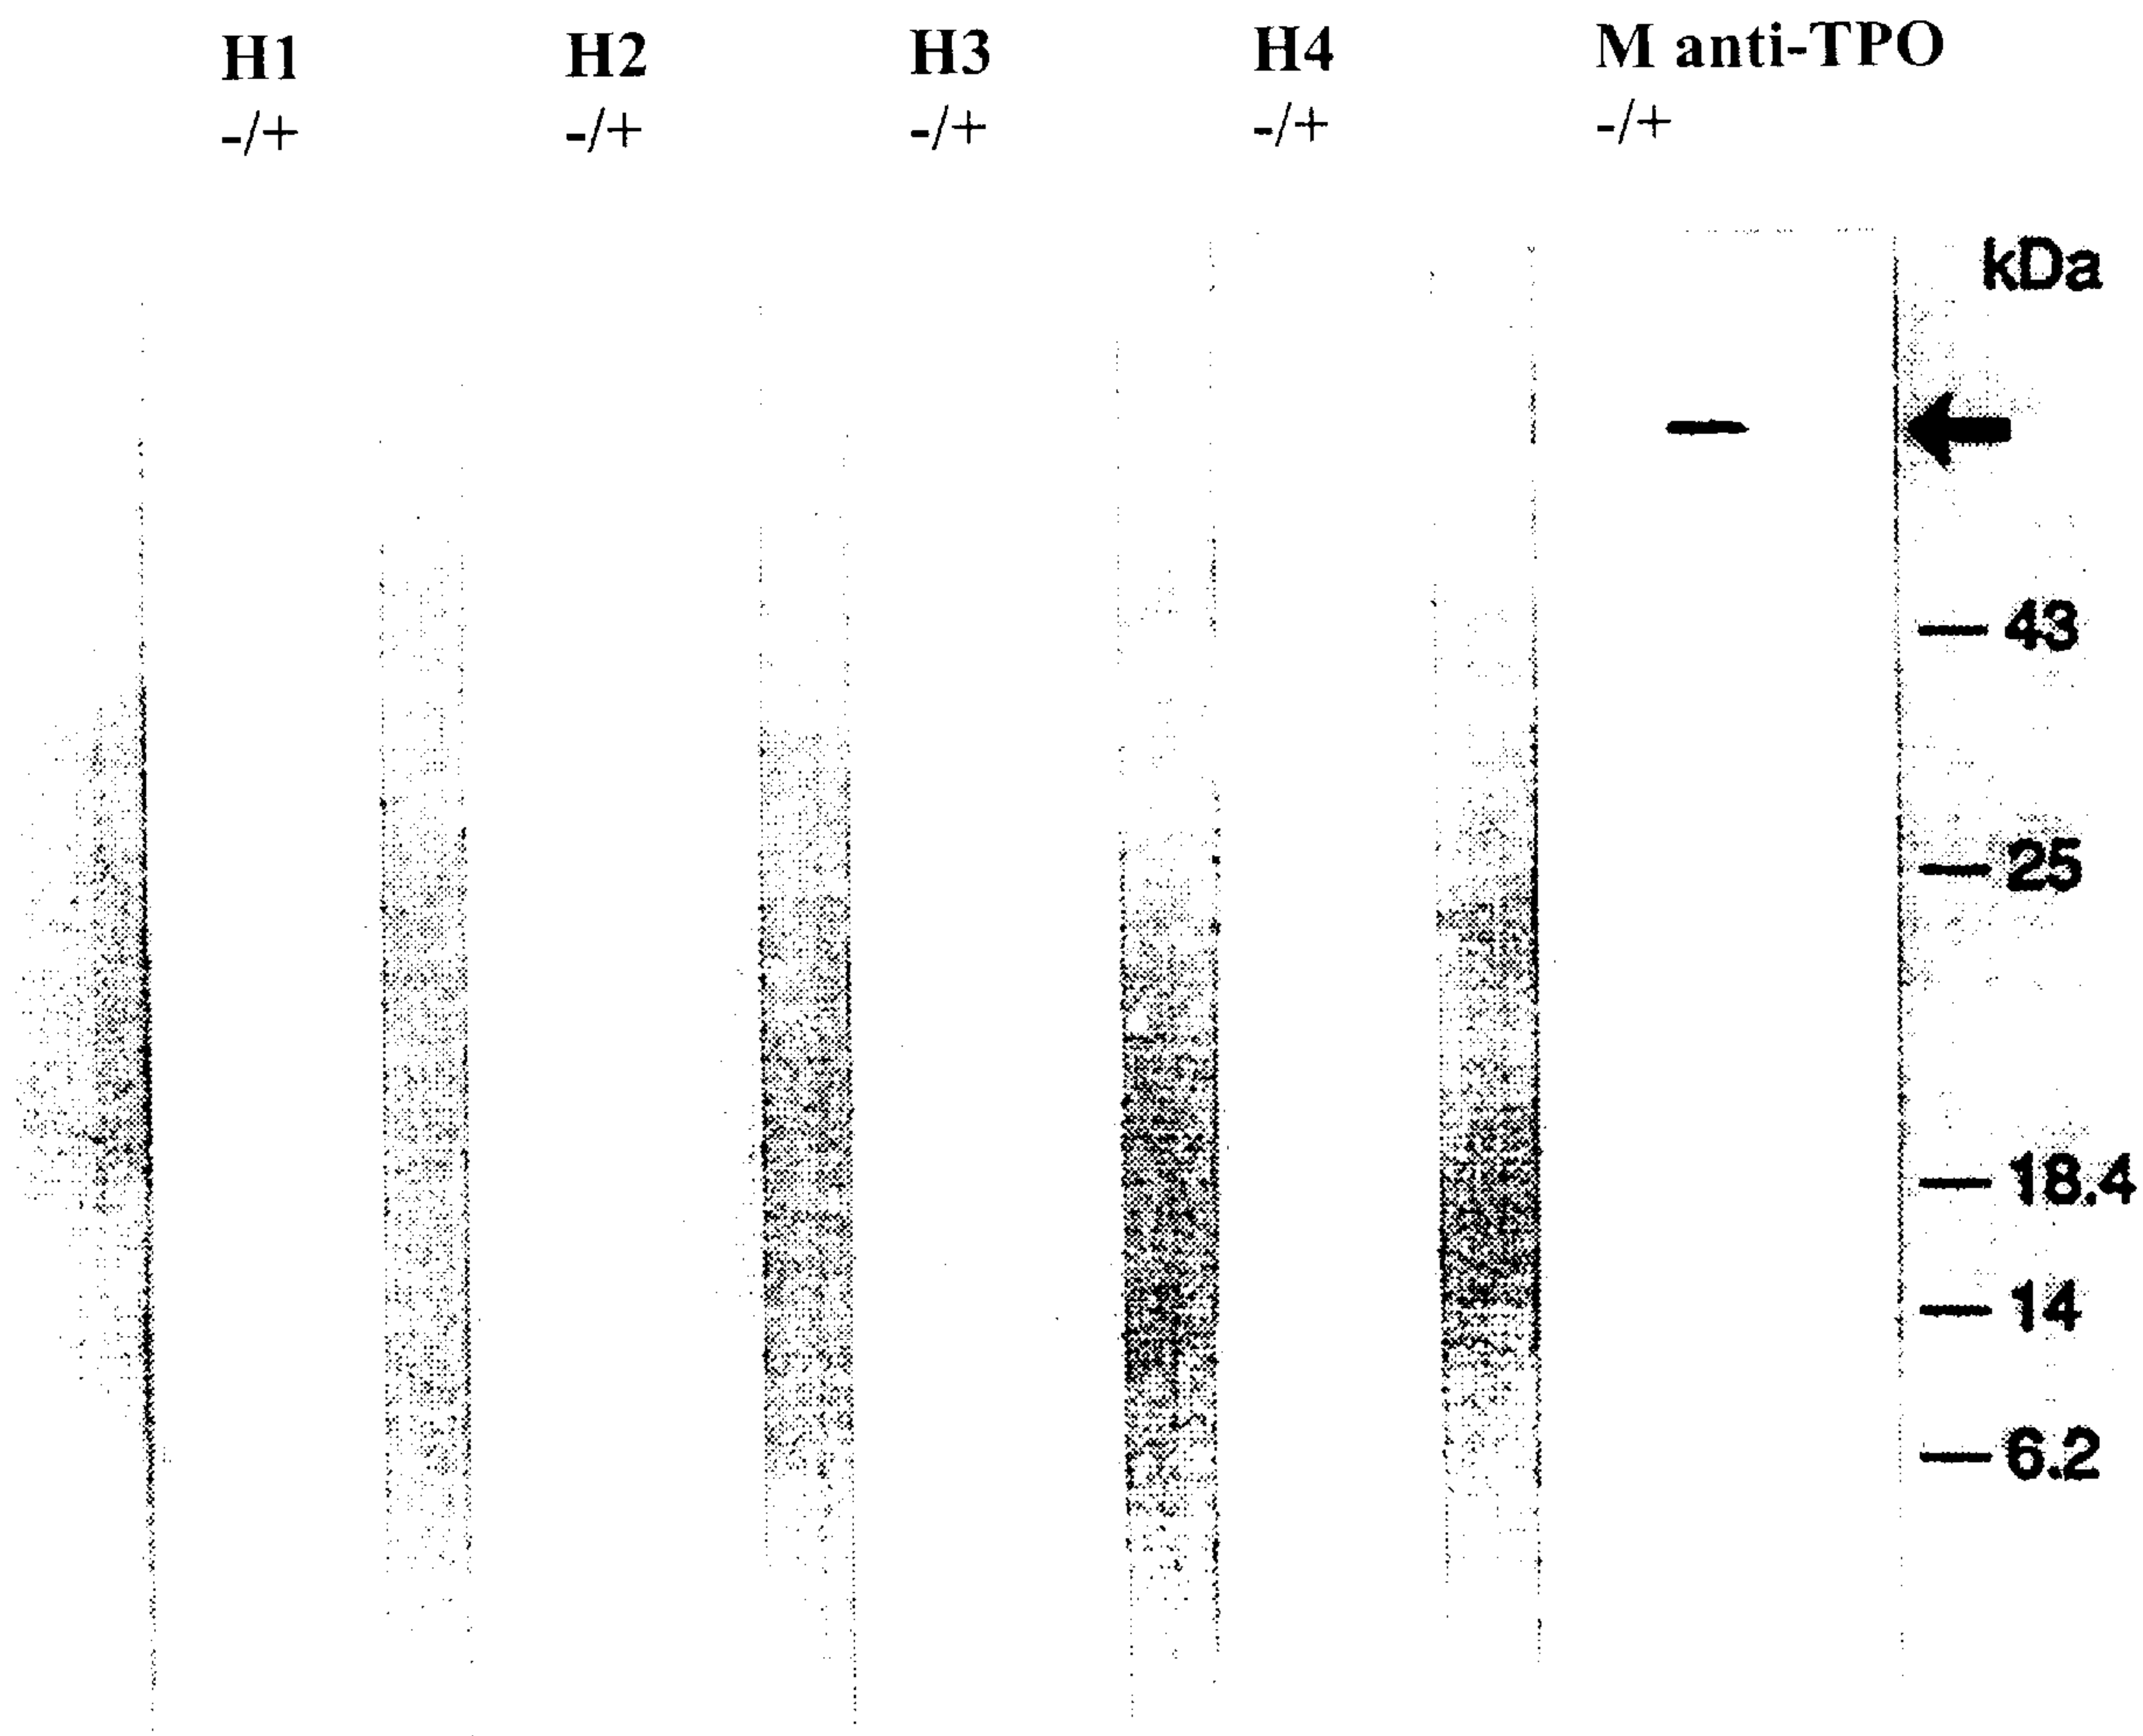 H1 H2 H3 H4 M anti-TPO
-/+ -/+ -/+ -/+ -/+
kDa
43
25
18.4
14
6.2